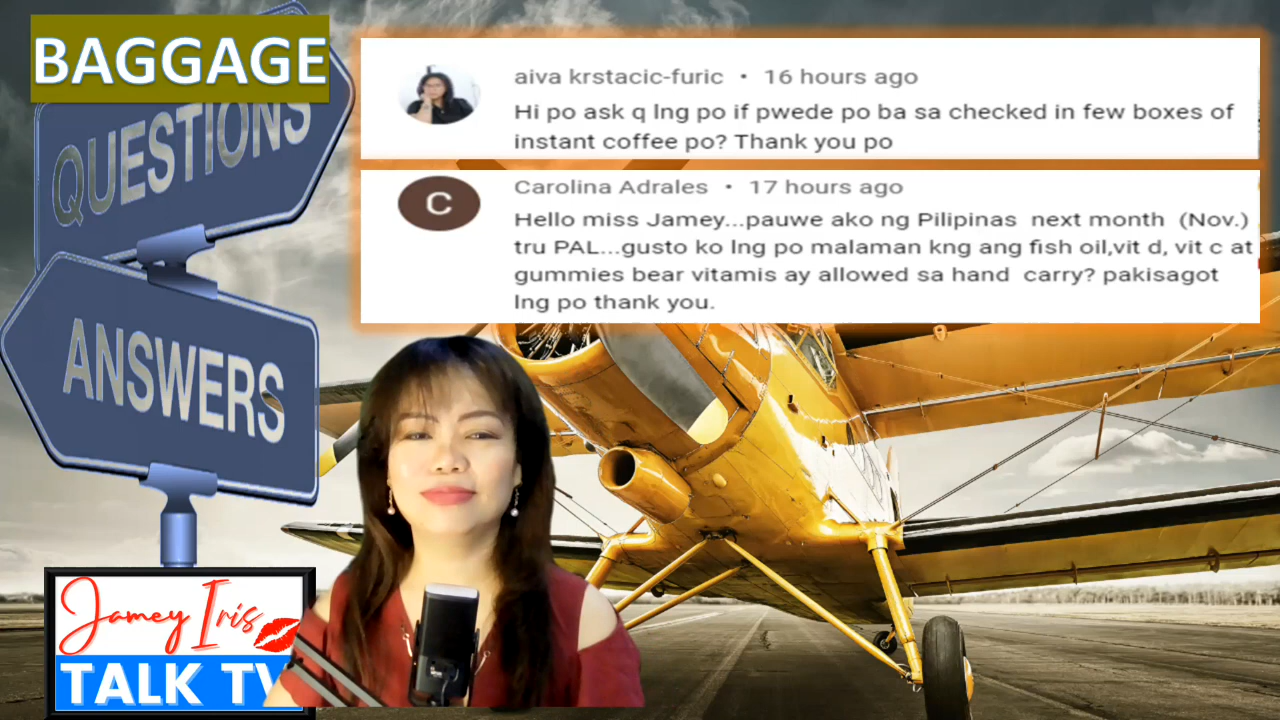 BAGGAGE
QUESTIONS
ANSWERS
aiva krstacic-furic • 16 hours ago
Hi po ask q lng po if pwede po ba sa checked in few boxes of
instant coffee po? Thank you po
C
Carolina Adrales • 17 hours ago
Hello miss Jamey...pauwe ako ng Pilipinas next month (Nov.)
tru PAL...gusto ko lng po malaman kng ang fish oil,vit d, vit c at
gummies bear vitamis ay allowed sa hand carry? pakisagot
lng po thank you.
Jamey Iris
TALK TV